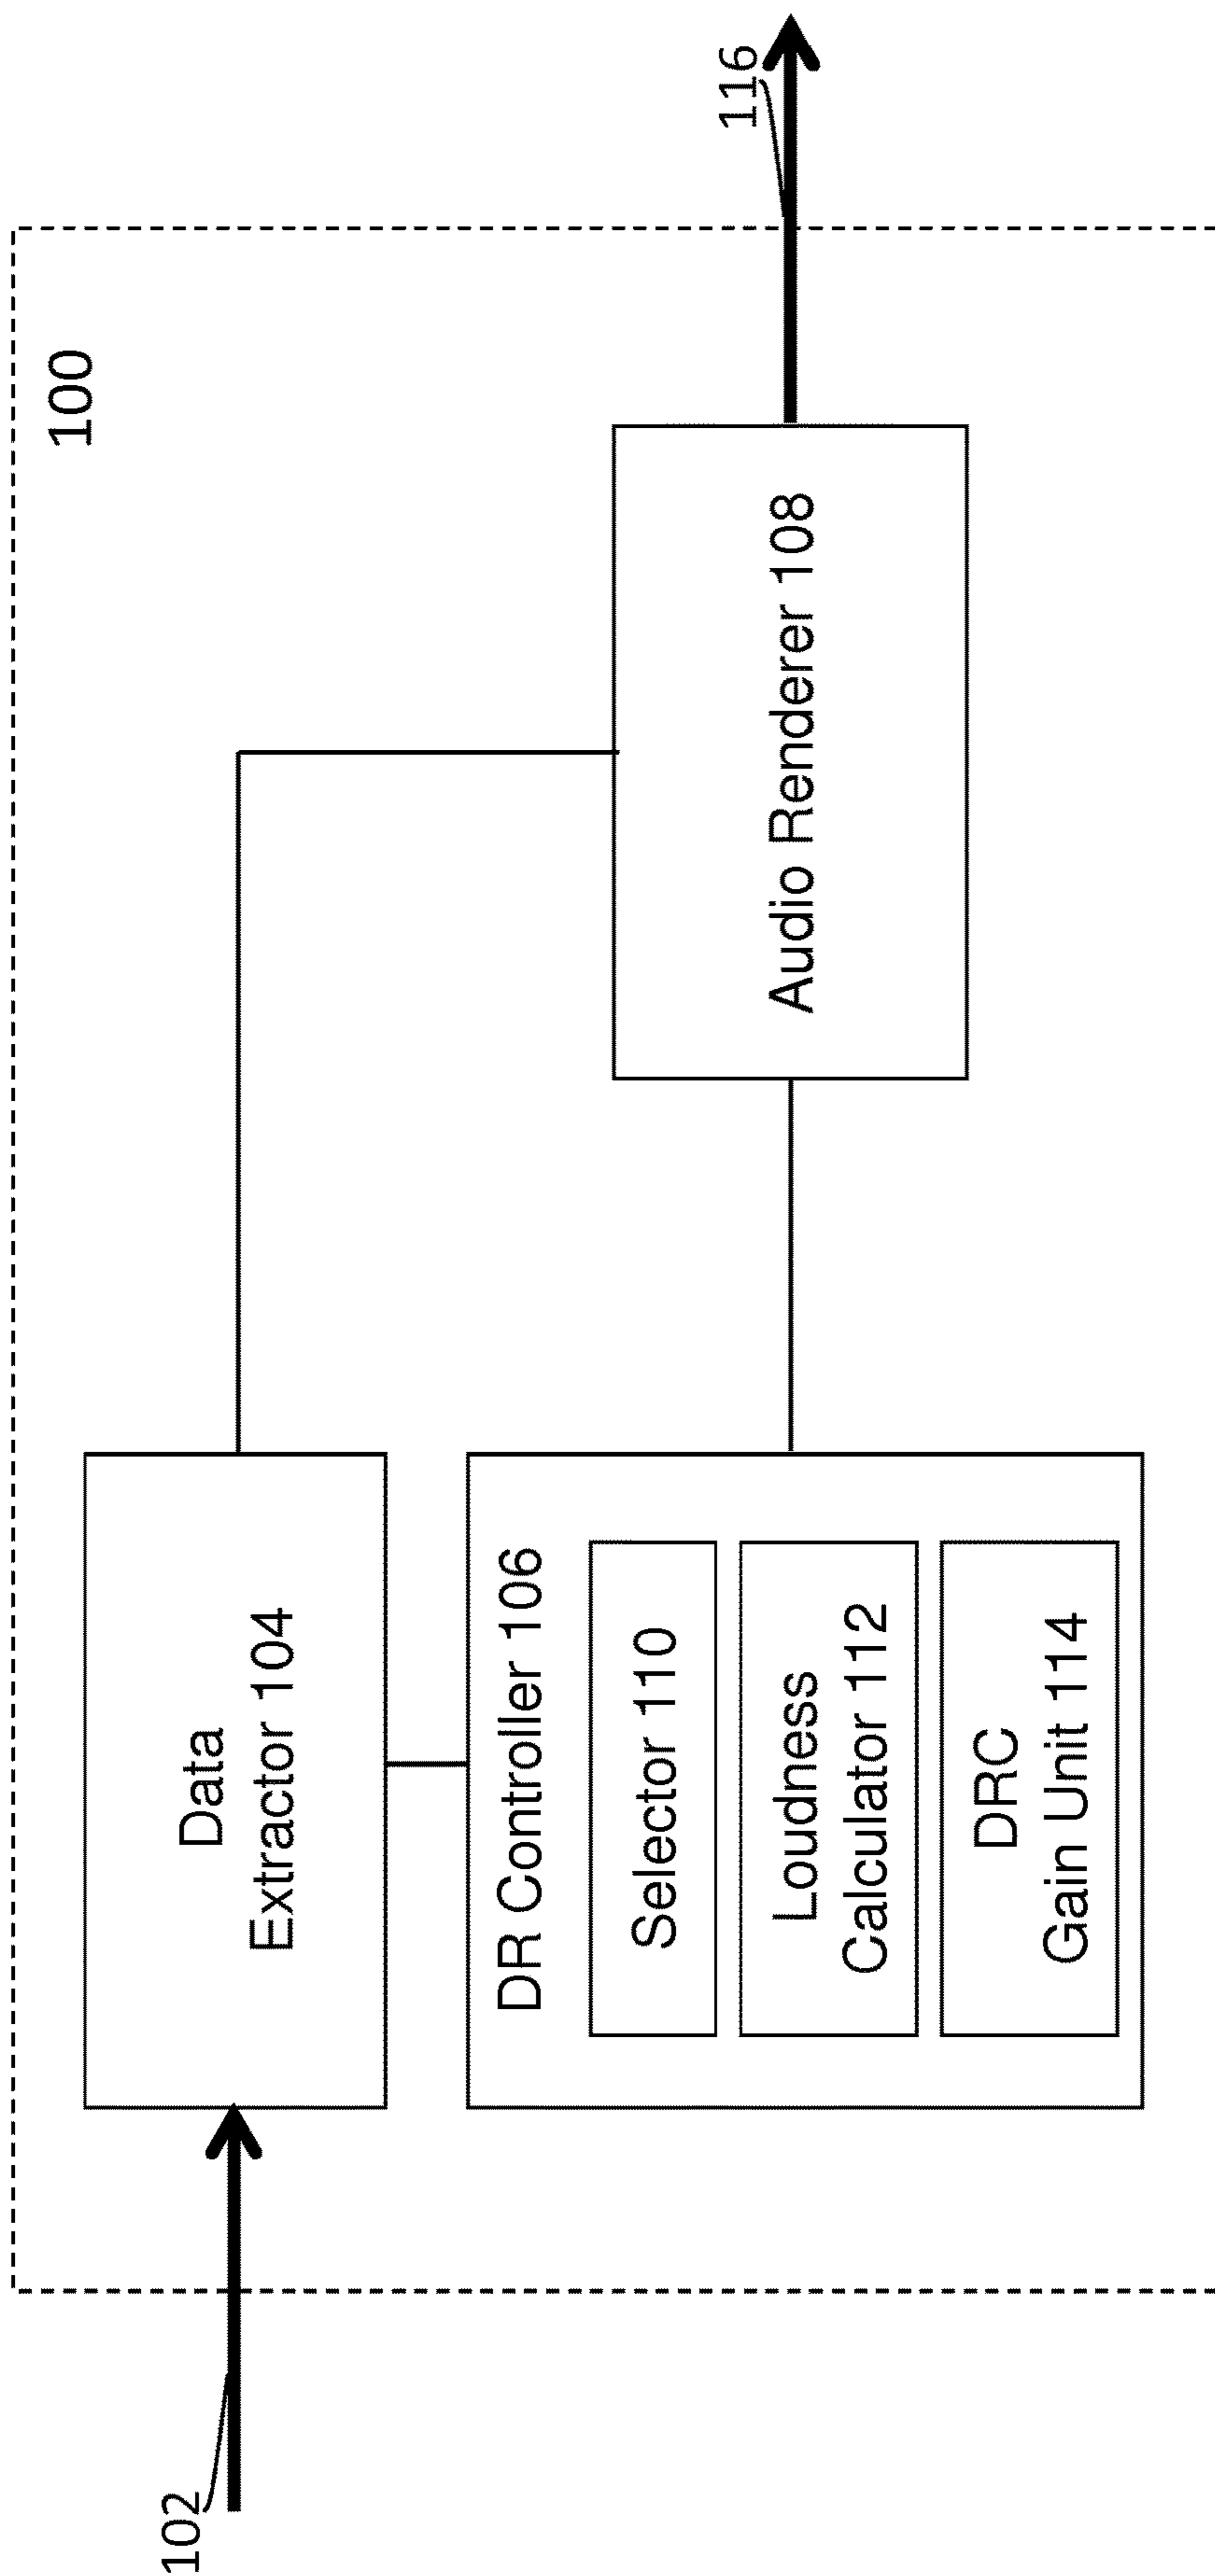 100
102
Data
Extractor 104
DR Controller 106
Selector 110
Loudness
Calculator 112
DRC
Gain Unit 114
Audio Renderer 108
116